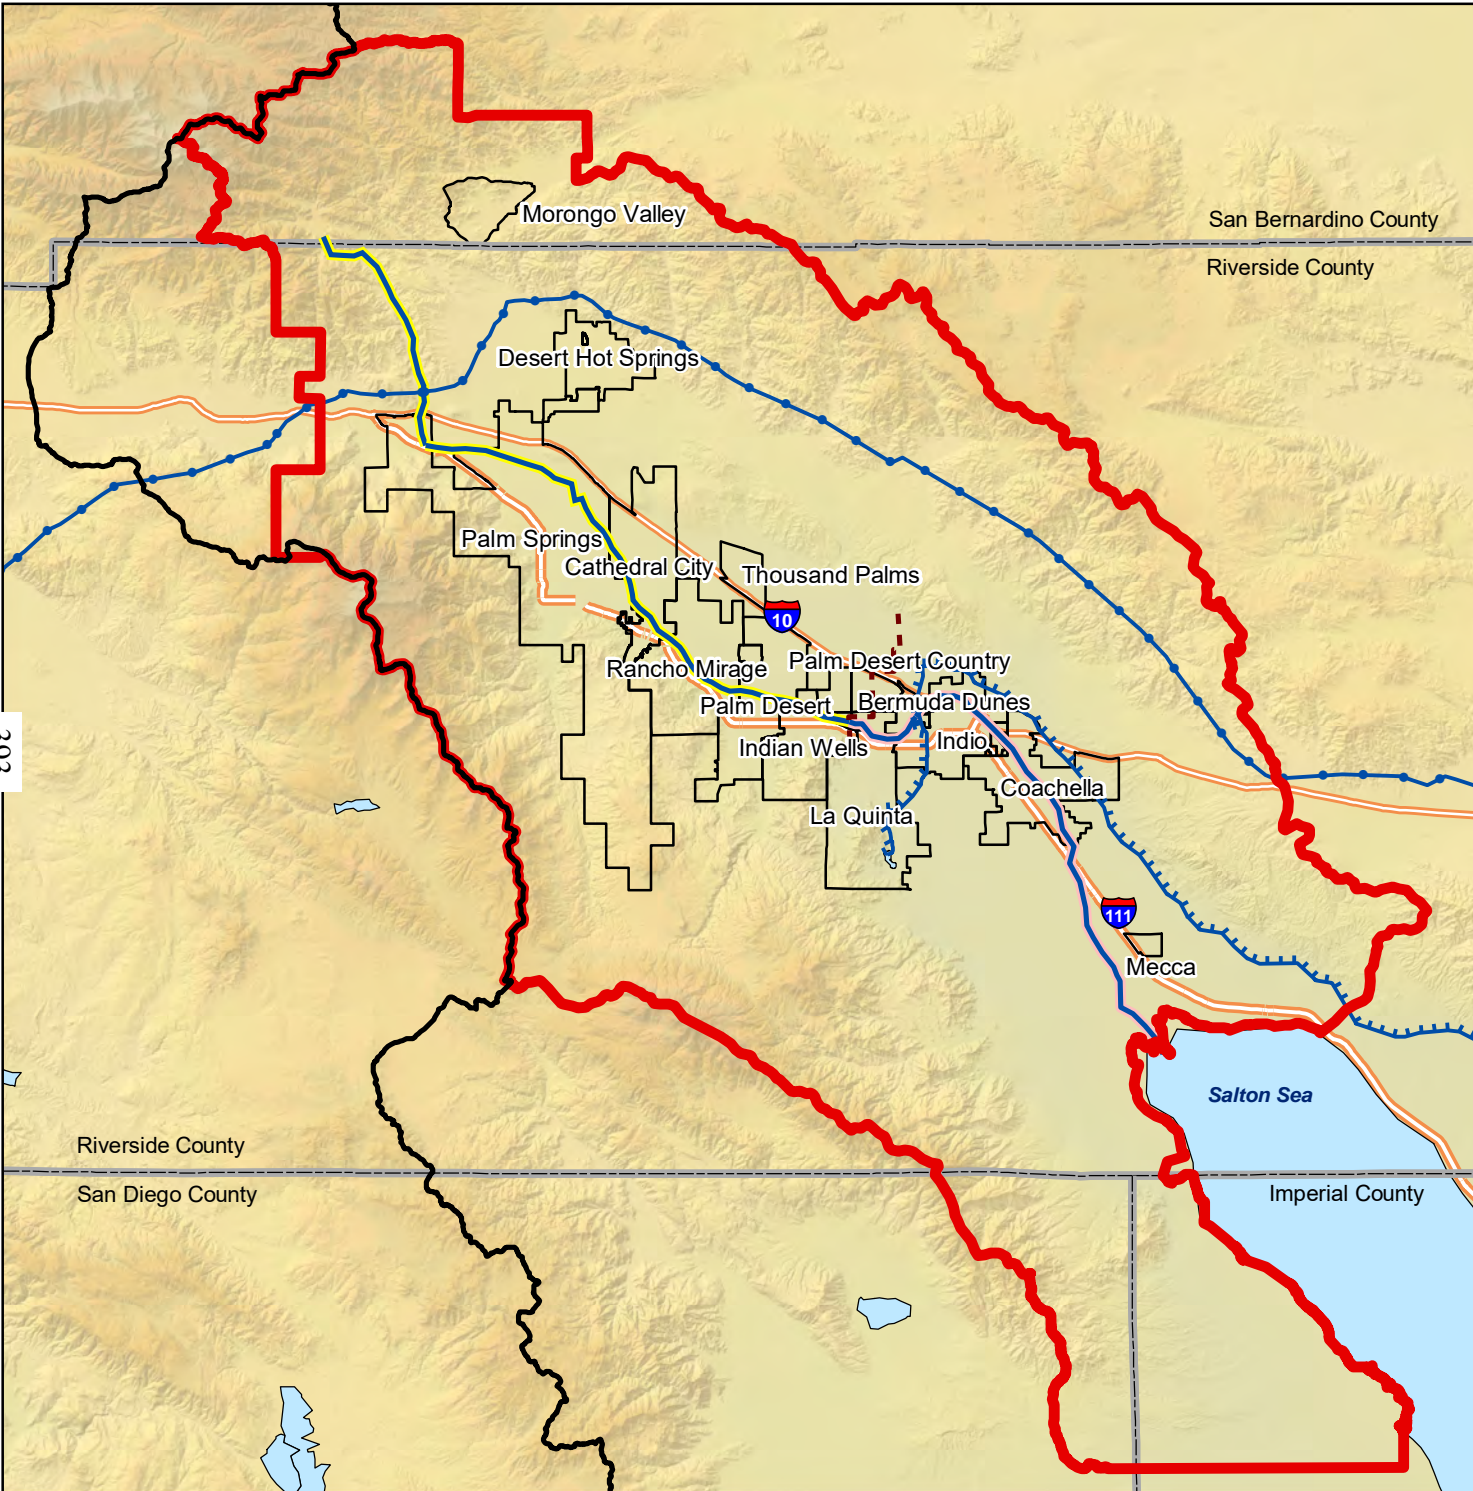 Morongo Valley
San Bernardino County
Riverside County
Desert Hot Springs
Palm Springs
Cathedral City
Thousand Palms
10
Rancho Mirage
Palm Desert Country
Palm Desert
Bermuda Dunes
Indian Wells
Indio
Coachella
La Quinta
111
Mecca
Salton Sea
Riverside County
San Diego County
Imperial County